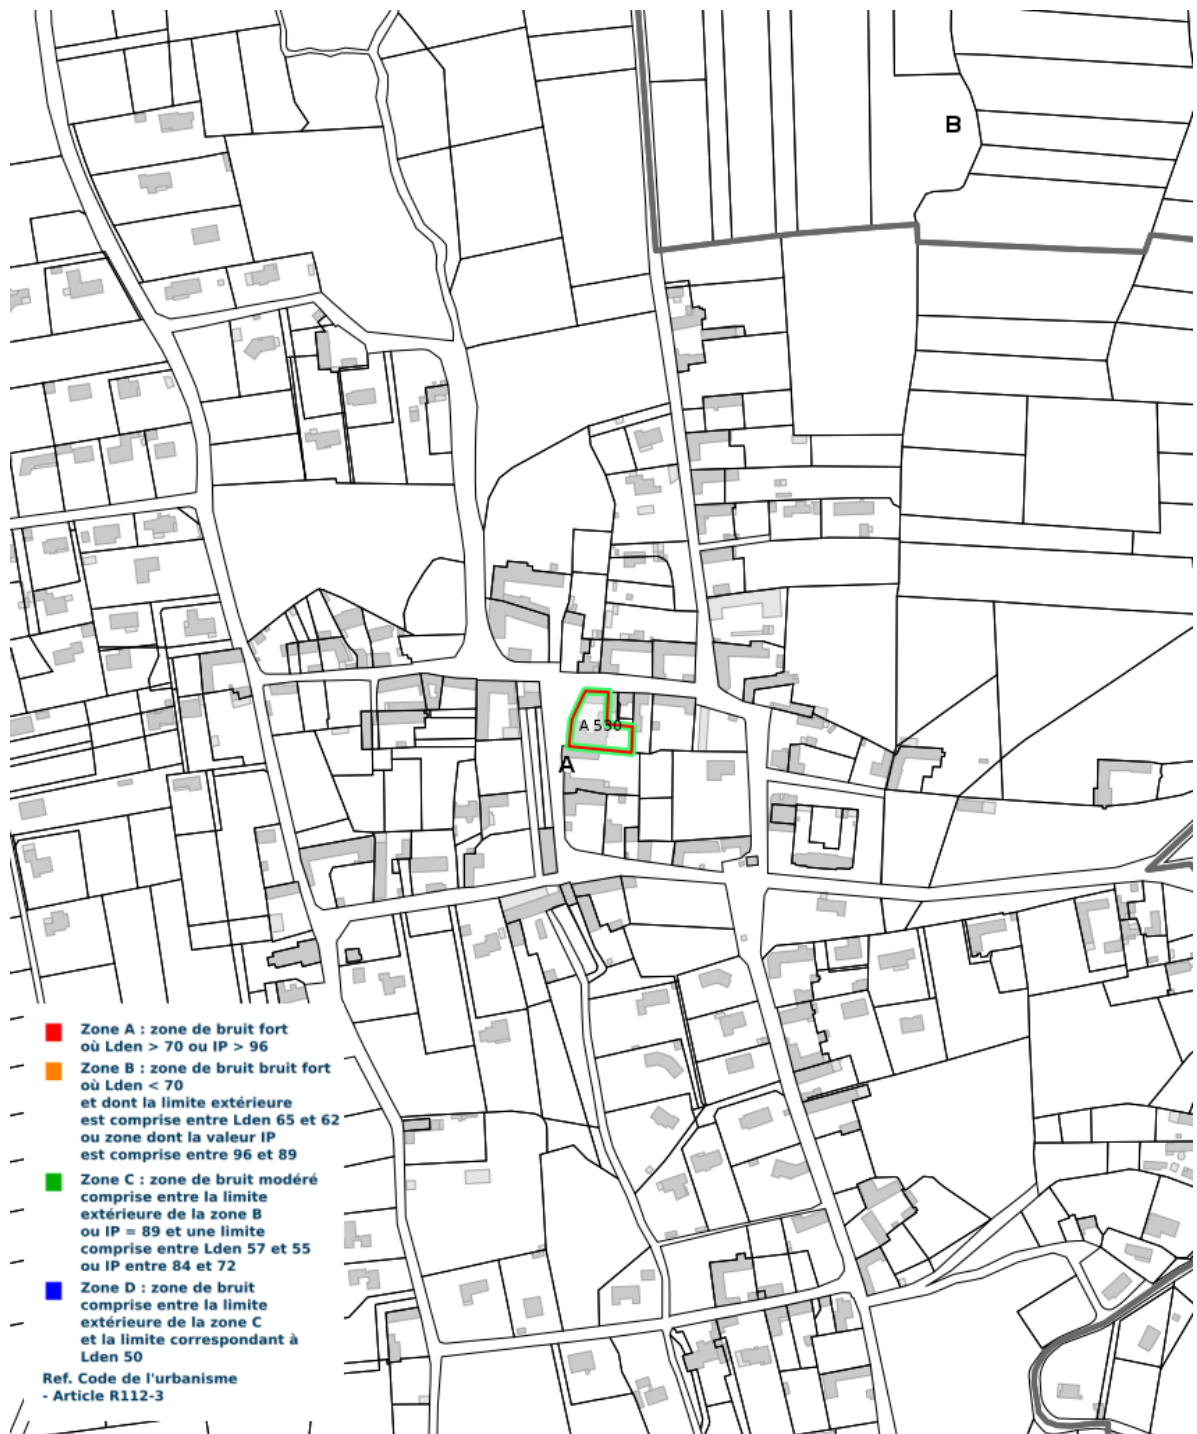 B
A 530
A
Zone A : zone de bruit fort
où Lden > 70 ou IP > 96
Zone B : zone de bruit bruit fort
où Lden < 70
et dont la limite extérieure
est comprise entre Lden 65 et 62
ou zone dont la valeur IP
est comprise entre 96 et 89
Zone C : zone de bruit modéré
comprise entre la limite
extérieure de la zone B
ou IP = 89 et une limite
comprise entre Lden 57 et 55
ou IP entre 84 et 72
Zone D : zone de bruit
comprise entre la limite
extérieure de la zone C
et la limite correspondant à
Lden 50
Ref. Code de l'urbanisme
- Article R112-3